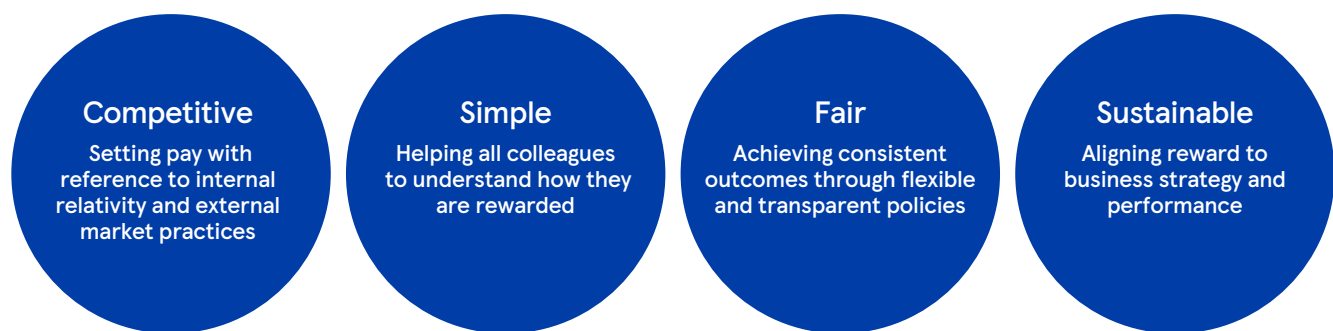 Competitive
Setting pay with
reference to internal
relativity and external
market practices
Simple
Helping all colleagues
to understand how they
are rewarded
Fair
Achieving consistent
outcomes through flexible
and transparent policies
Sustainable
Aligning reward to
business strategy and
performance